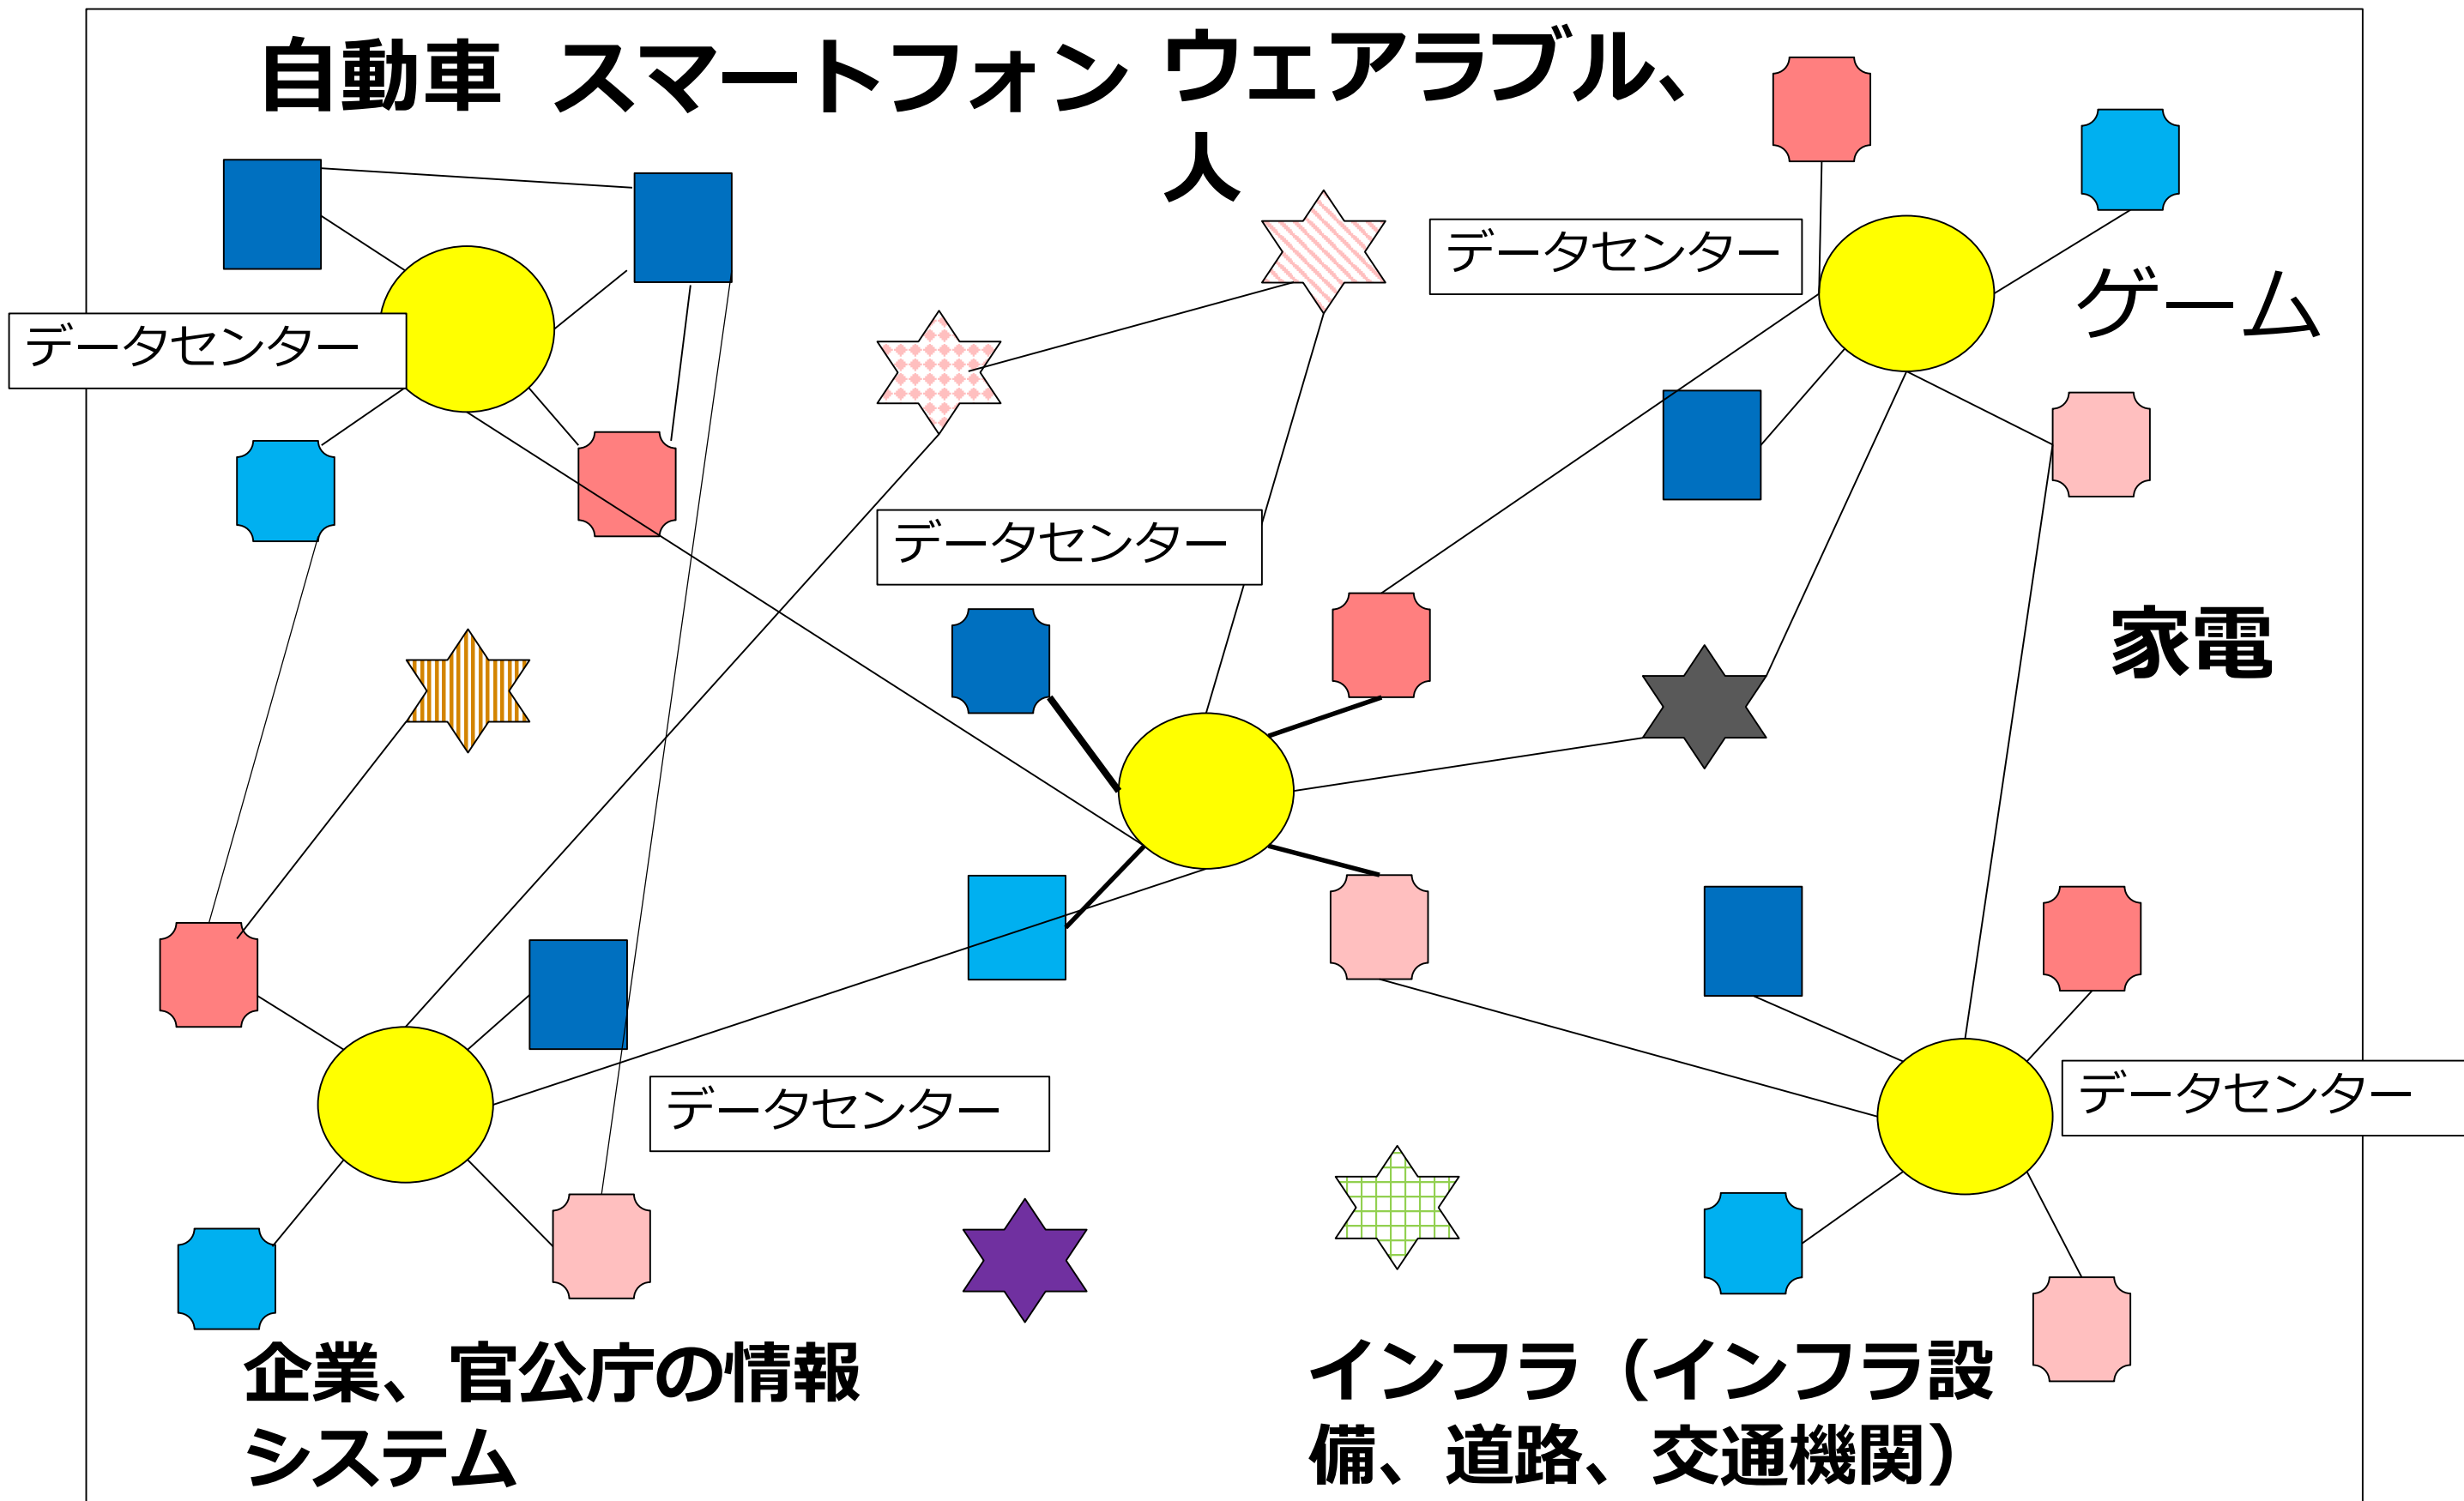 自動車 スマートフォン
ウェアラブル、
人
データセンター
ゲーム
データセンター
データセンター
家電
データセンター
データセンター
企業、官公庁の情報
システム
インフラ（インフラ設
備、道路、交通機関）